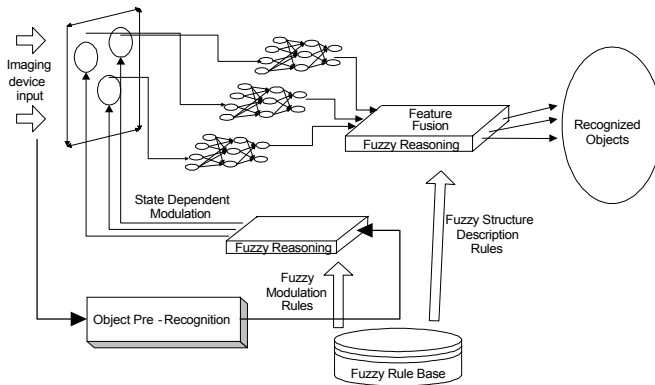 Imaging
device
input
Feature
Fusion
Fuzzy Reasoning
Recognized
Objects
State Dependent
Modulation
Fuzzy Reasoning
Fuzzy Structure
Description
Rules
Fuzzy
Modulation
Rules
Object Pre - Recognition
Fuzzy Rule Base